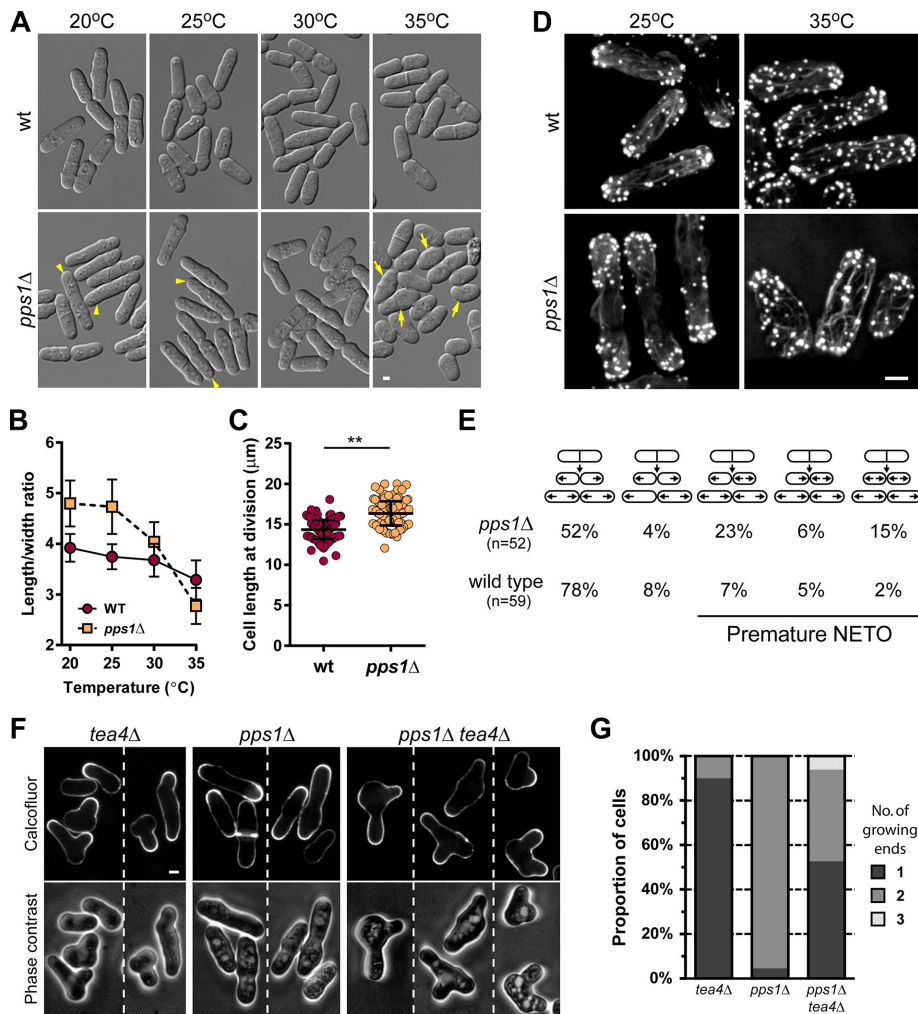 A
20ºC
25ºC
30ºC
35ºC
wt
pps1Δ
D
25ºC
35ºC
wt
pps1Δ
B
Length/width ratio
6
5
4
3
2
WT
pps1Δ
20
25
30
35
Temperature (°C)
C
Cell length at division (μm)
25
20
15
10
5
0
**
wt
pps1Δ
E
pps1Δ
(n=52)
52%
4%
23%
6%
15%
wild type
(n=59)
78%
8%
7%
5%
2%
Premature NETO
F
tea4Δ
pps1Δ
pps1Δ tea4Δ
Calcofluor
Phase contrast
G
Proportion of cells
100%
80%
60%
40%
20%
0%
tea4Δ
pps1Δ
pps1Δ
tea4Δ
No. of
growing
ends
1
2
3